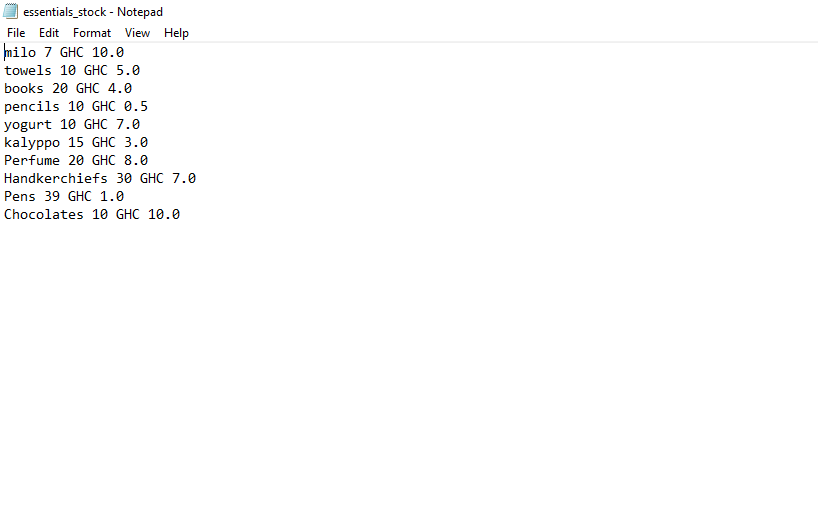 essentials_stock - Notepad
File Edit Format View Help
milo 7 GHC 10.0
towels 10 GHC 5.0
books 20 GHC 4.0
pencils 10 GHC 0.5
yogurt 10 GHC 7.0
kalyppo 15 GHC 3.0
Perfume 20 GHC 8.0
Handkerchiefs 30 GHC 7.0
Pens 39 GHC 1.0
Chocolates 10 GHC 10.0